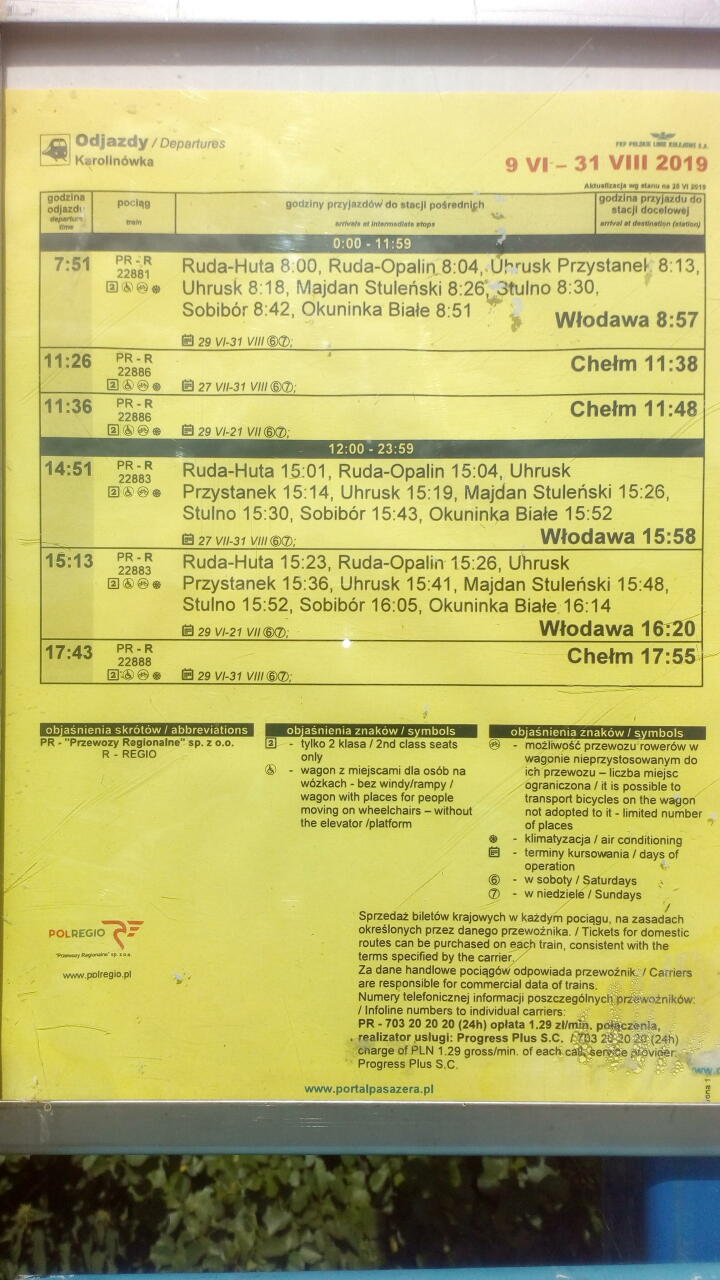 Odjazdy / Departures
Karolinówka
PKP POLSKIE LINIE KOLEJOWE S.A.
9 VI – 31 VIII 2019
Aktualizacja wg stanu na 28 VI 2019
godzina odjazdu departure time
pociąg train
godziny przyjazdów do stacji pośrednich arrivals at intermediate stops
godzina przyjazdu do stacji docelowej arrival at destination (station)
0:00 - 11:59
7:51 PR - R Ruda-Huta 8:00, Ruda-Opalin 8:04, Uhrusk Przystanek 8:13,
22881 Uhrusk 8:18, Majdan Stuleński 8:26, Stulno 8:30,
2 Sobibór 8:42, Okuninka Białe 8:51
Włodawa 8:57
29 VI-31 VIII ⑥⑦;
11:26 PR - R Chełm 11:38
22886
2 27 VII-31 VIII ⑥⑦;
11:36 PR - R Chełm 11:48
22886
2 29 VI-21 VII ⑥⑦;
12:00 - 23:59
14:51 PR - R Ruda-Huta 15:01, Ruda-Opalin 15:04, Uhrusk
22883 Przystanek 15:14, Uhrusk 15:19, Majdan Stuleński 15:26,
2 Stulno 15:30, Sobibór 15:43, Okuninka Białe 15:52
27 VII-31 VIII ⑥⑦; Włodawa 15:58
15:13 PR - R Ruda-Huta 15:23, Ruda-Opalin 15:26, Uhrusk
22883 Przystanek 15:36, Uhrusk 15:41, Majdan Stuleński 15:48,
2 Stulno 15:52, Sobibór 16:05, Okuninka Białe 16:14
29 VI-21 VII ⑥⑦; Włodawa 16:20
17:43 PR - R Chełm 17:55
22888
2 29 VI-31 VIII ⑥⑦;
objaśnienia skrótów / abbreviations
PR - "Przewozy Regionalne" sp. z o.o.
R - REGIO
objaśnienia znaków / symbols
2 - tylko 2 klasa / 2nd class seats
only
- wagon z miejscami dla osób na
wózkach - bez windy/rampy /
wagon with places for people
moving on wheelchairs – without
the elevator /platform
objaśnienia znaków / symbols
- możliwość przewozu rowerów w
wagonie nieprzystosowanym do
ich przewozu – liczba miejsc
ograniczona / it is possible to
transport bicycles on the wagon
not adopted to it - limited number
of places
- klimatyzacja / air conditioning
- terminy kursowania / days of
operation
⑥ - w soboty / Saturdays
⑦ - w niedziele / Sundays
POLREGIO
"Przewozy Regionalne" sp. z o.o.
www.polregio.pl
Sprzedaż biletów krajowych w każdym pociągu, na zasadach
określonych przez danego przewoźnika. / Tickets for domestic
routes can be purchased on each train, consistent with the
terms specified by the carrier.
Za dane handlowe pociągów odpowiada przewoźnik. / Carriers
are responsible for commercial data of trains.
Numery telefonicznej informacji poszczególnych przewoźników:
/ Infoline numbers to individual carriers:
PR - 703 20 20 20 (24h) opłata 1.29 zł/min. połączenia,
realizator usługi: Progress Plus S.C. / 703 20 20 20 (24h)
charge of PLN 1.29 gross/min. of each call, service provider:
Progress Plus S.C.
www.portalpasazera.pl